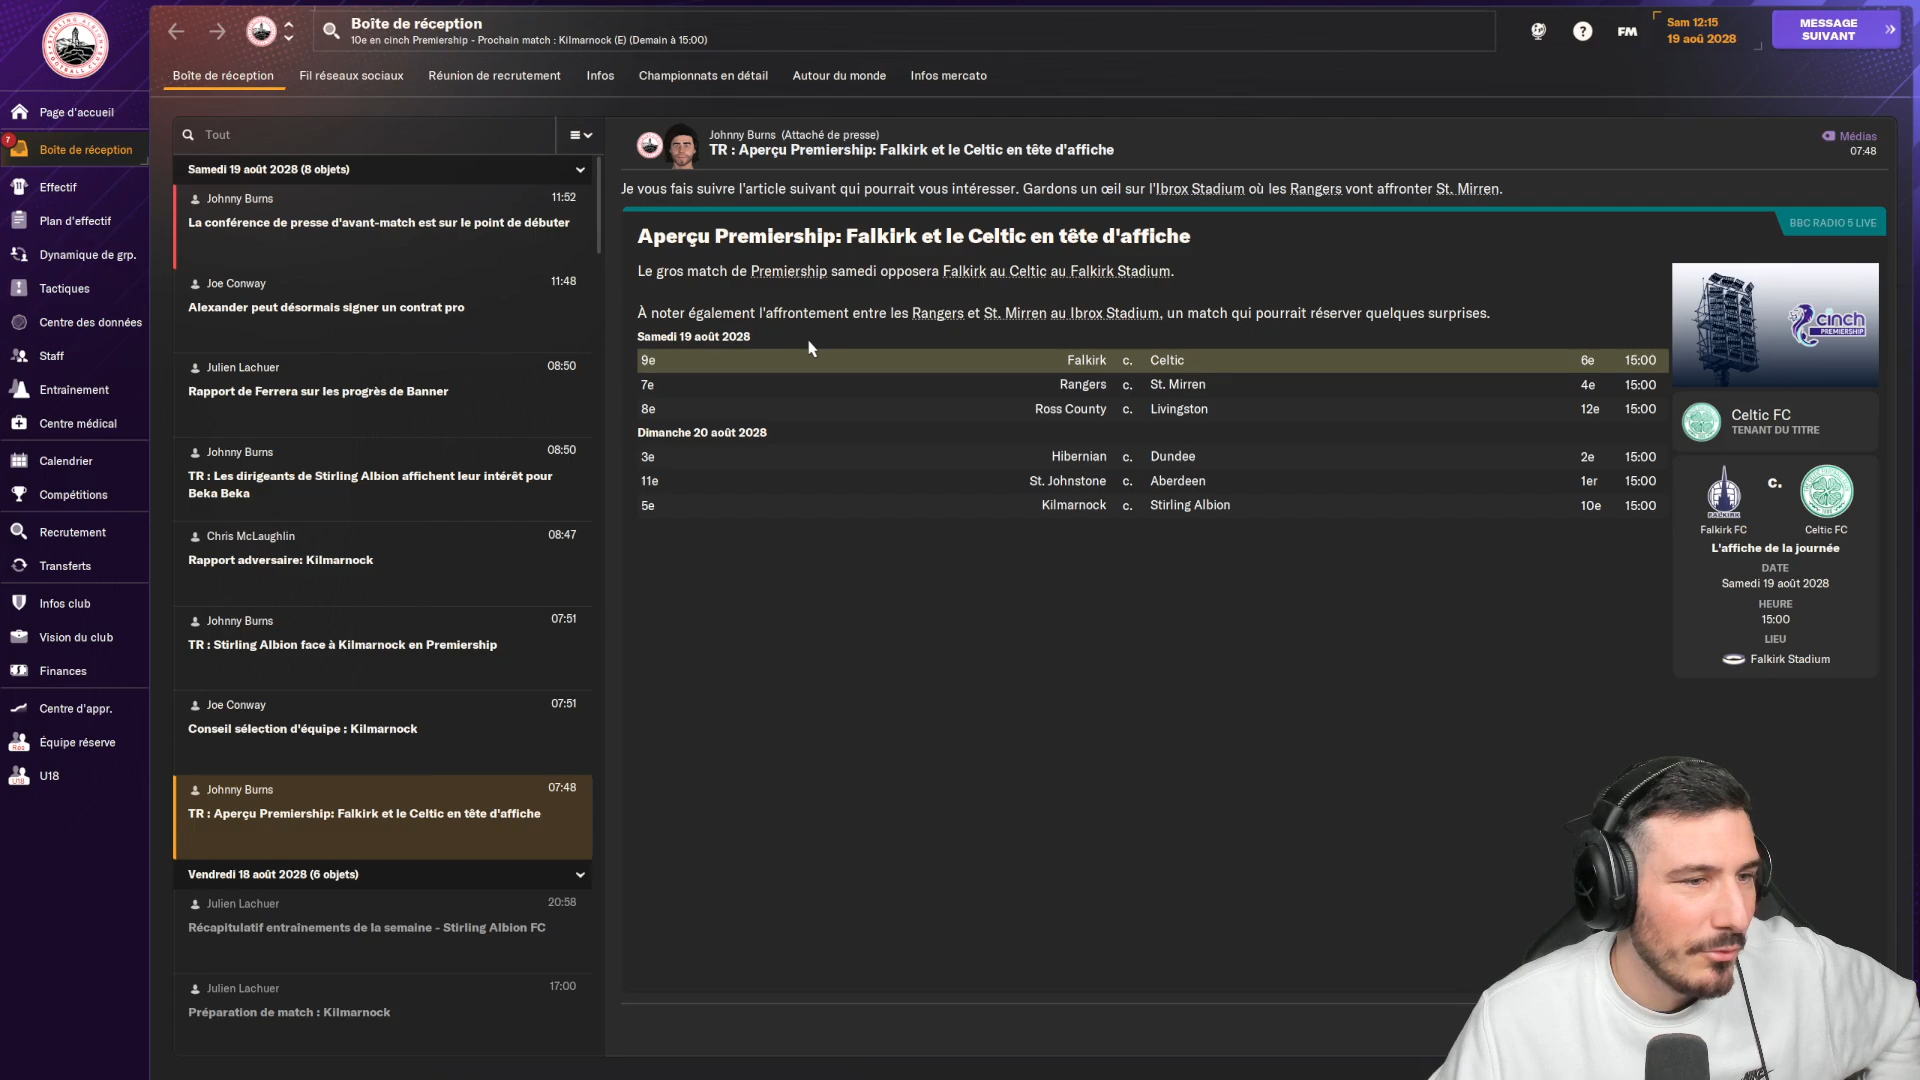 Boîte de réception
10e en cinch Premiership - Prochain match : Kilmarnock (E) (Demain à 15:00)
FM
Sam 12:15
19 aoû 2028
MESSAGE
SUIVANT
Boîte de réception
Fil réseaux sociaux
Réunion de recrutement
Infos
Championnats en détail
Autour du monde
Infos mercato
Page d'accueil
7
Boîte de réception
Effectif
Plan d'effectif
Dynamique de grp.
Tactiques
Centre des données
Staff
Entraînement
Centre médical
Calendrier
Compétitions
Recrutement
Transferts
Infos club
Vision du club
Finances
Centre d'appr.
Équipe réserve
U18
Tout
Samedi 19 août 2028 (8 objets)
Johnny Burns 11:52
La conférence de presse d'avant-match est sur le point de débuter
Joe Conway 11:48
Alexander peut désormais signer un contrat pro
Julien Lachuer 08:50
Rapport de Ferrera sur les progrès de Banner
Johnny Burns 08:50
TR : Les dirigeants de Stirling Albion affichent leur intérêt pour
Beka Beka
Chris McLaughlin 08:47
Rapport adversaire: Kilmarnock
Johnny Burns 07:51
TR : Stirling Albion face à Kilmarnock en Premiership
Joe Conway 07:51
Conseil sélection d'équipe : Kilmarnock
Johnny Burns 07:48
TR : Aperçu Premiership: Falkirk et le Celtic en tête d'affiche
Vendredi 18 août 2028 (6 objets)
Julien Lachuer 20:58
Récapitulatif entraînements de la semaine - Stirling Albion FC
Julien Lachuer 17:00
Préparation de match : Kilmarnock
Johnny Burns (Attaché de presse)
TR : Aperçu Premiership: Falkirk et le Celtic en tête d'affiche
Médias
07:48
Je vous fais suivre l'article suivant qui pourrait vous intéresser. Gardons un œil sur l'Ibrox Stadium où les Rangers vont affronter St. Mirren.
BBC RADIO 5 LIVE
Aperçu Premiership: Falkirk et le Celtic en tête d'affiche
Le gros match de Premiership samedi opposera Falkirk au Celtic au Falkirk Stadium.
À noter également l'affrontement entre les Rangers et St. Mirren au Ibrox Stadium, un match qui pourrait réserver quelques surprises.
Samedi 19 août 2028
9e Falkirk c. Celtic 6e 15:00
7e Rangers c. St. Mirren 4e 15:00
8e Ross County c. Livingston 12e 15:00
Dimanche 20 août 2028
3e Hibernian c. Dundee 2e 15:00
11e St. Johnstone c. Aberdeen 1er 15:00
5e Kilmarnock c. Stirling Albion 10e 15:00
cinch
PREMIERSHIP
Celtic FC
TENANT DU TITRE
c.
Falkirk FC
Celtic FC
L'affiche de la journée
DATE
Samedi 19 août 2028
HEURE
15:00
LIEU
Falkirk Stadium